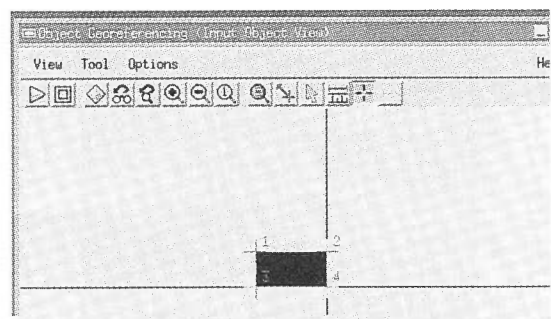 Object Georeferencing (Input Object View)
View Tool Options He
1 2
3 4